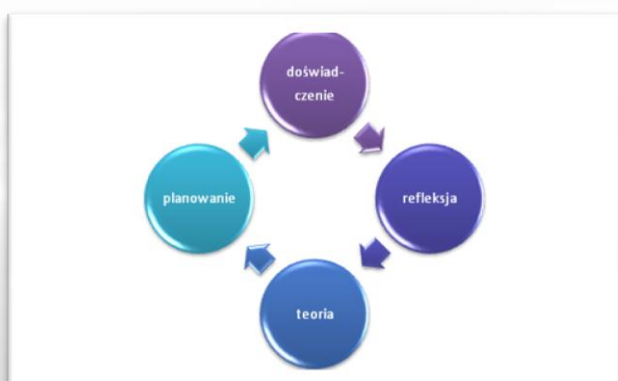 doświad-
czenie
planowanie
refleksja
teoria